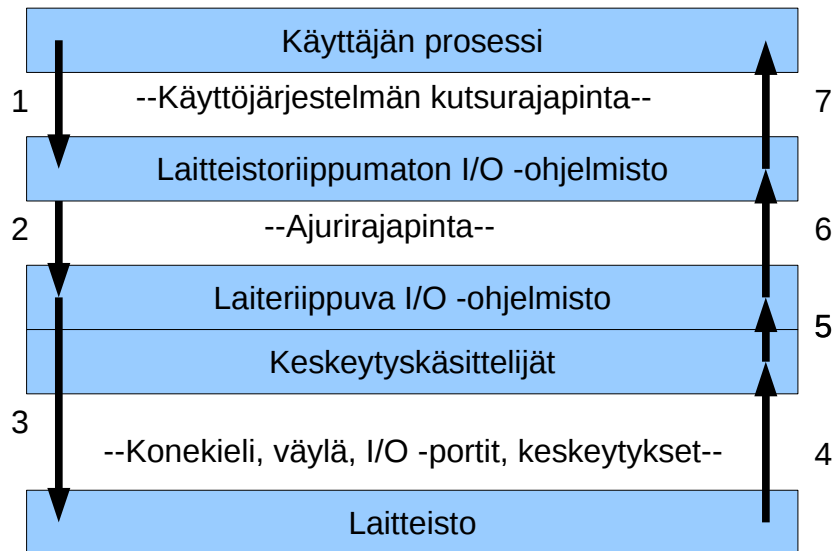 Käyttäjän prosessi
1 --Käyttöjärjestelmän kutsurajapinta-- 7
Laitteistoriippumaton I/O -ohjelmisto
2 --Ajurirajapinta-- 6
Laiteriippuva I/O -ohjelmisto
5
Keskeytyskäsittelijät
3
--Konekieli, väylä, I/O -portit, keskeytykset-- 4
Laitteisto